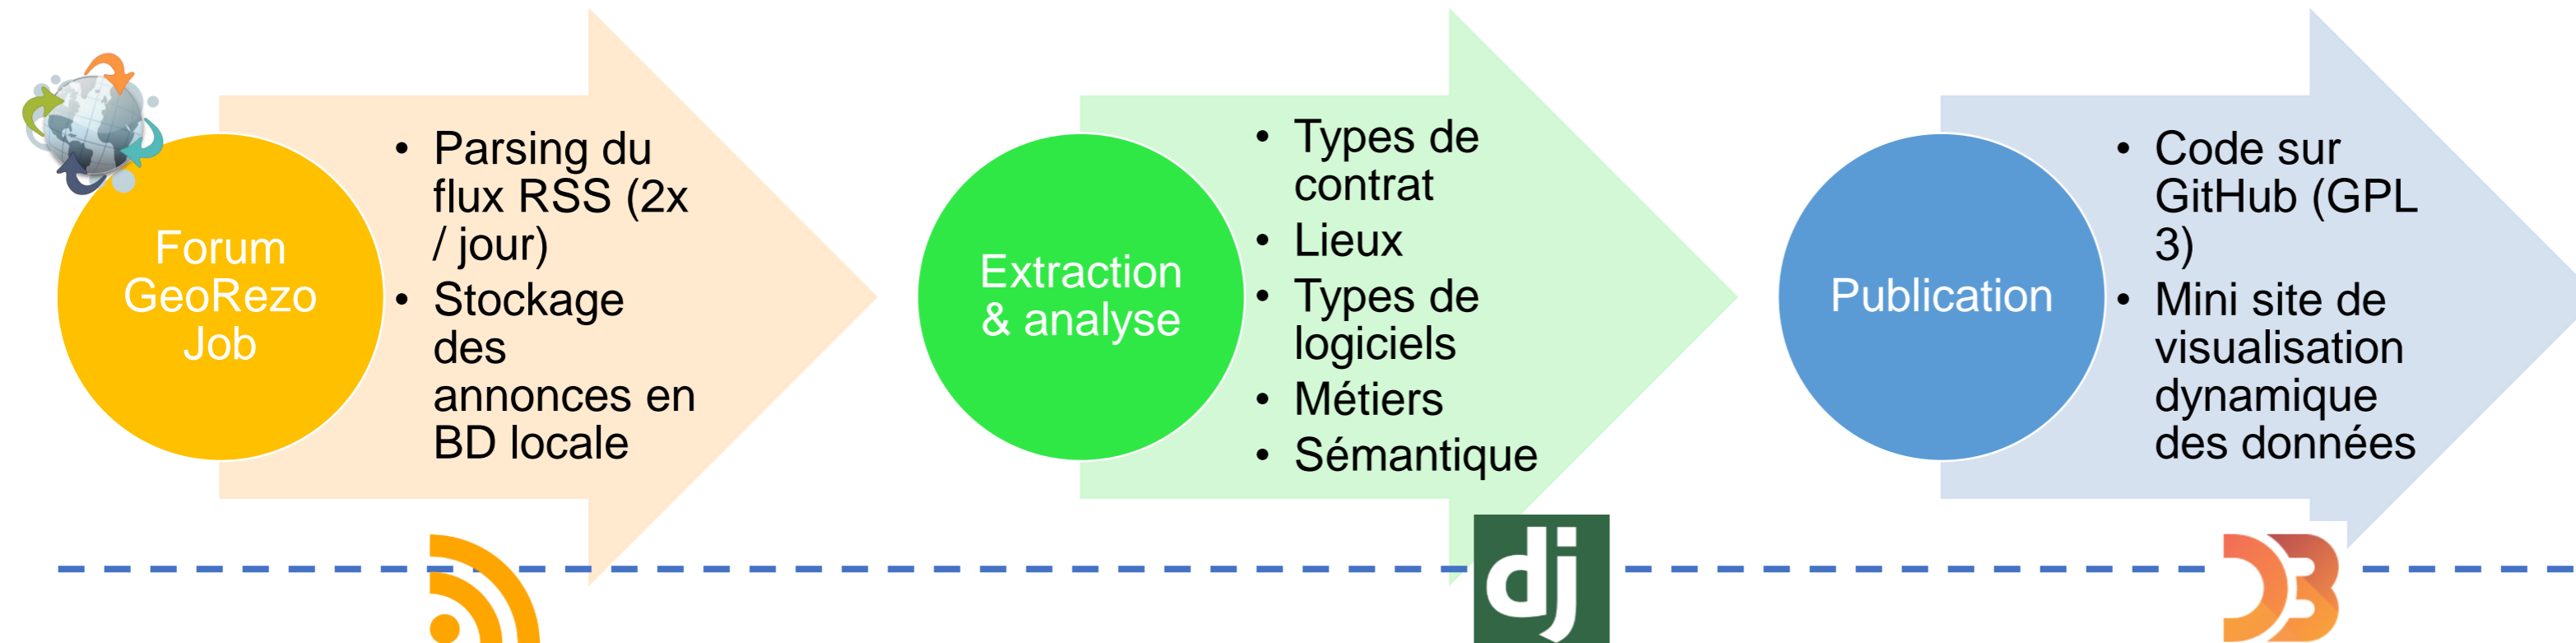 Forum
GeoRezo
Job
• Parsing du
flux RSS (2x
/ jour)
• Stockage
des
annonces en
BD locale
Extraction
& analyse
• Types de
contrat
• Lieux
• Types de
logiciels
• Métiers
• Sémantique
Publication
• Code sur
GitHub (GPL
3)
• Mini site de
visualisation
dynamique
des données
dj
D3